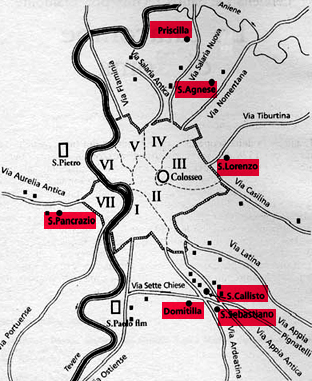 Aniene
Priscilla
Via Flaminia
Via Salaria Antica
Via Salaria Nuova
Via Nomentana
S.Agnese
Via Tiburtina
IV
V
III
S.Pietro
VI
Colosseo
S.Lorenzo
Via Aurelia Antica
Via Casilina
VII
II
I
S.Pancrazio
Via Latina
Via Sette Chiese
S.Callisto
S.Paolo flm
Domitilla
S.Sebastiano
Via Portuense
Tevere
Via Ostiense
Via Ardeatina
Via Appia Antica
Via Appia
Pignatelli